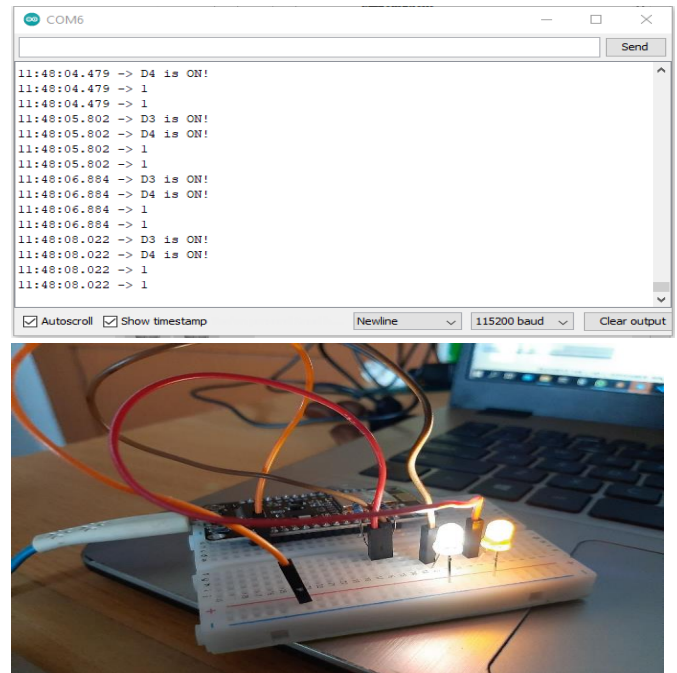 COM6
Send
11:48:04.479 -> D4 is ON!
11:48:04.479 -> 1
11:48:04.479 -> 1
11:48:05.802 -> D3 is ON!
11:48:05.802 -> D4 is ON!
11:48:05.802 -> 1
11:48:05.802 -> 1
11:48:06.884 -> D3 is ON!
11:48:06.884 -> D4 is ON!
11:48:06.884 -> 1
11:48:06.884 -> 1
11:48:08.022 -> D3 is ON!
11:48:08.022 -> D4 is ON!
11:48:08.022 -> 1
11:48:08.022 -> 1
Autoscroll Show timestamp Newline 115200 baud Clear output